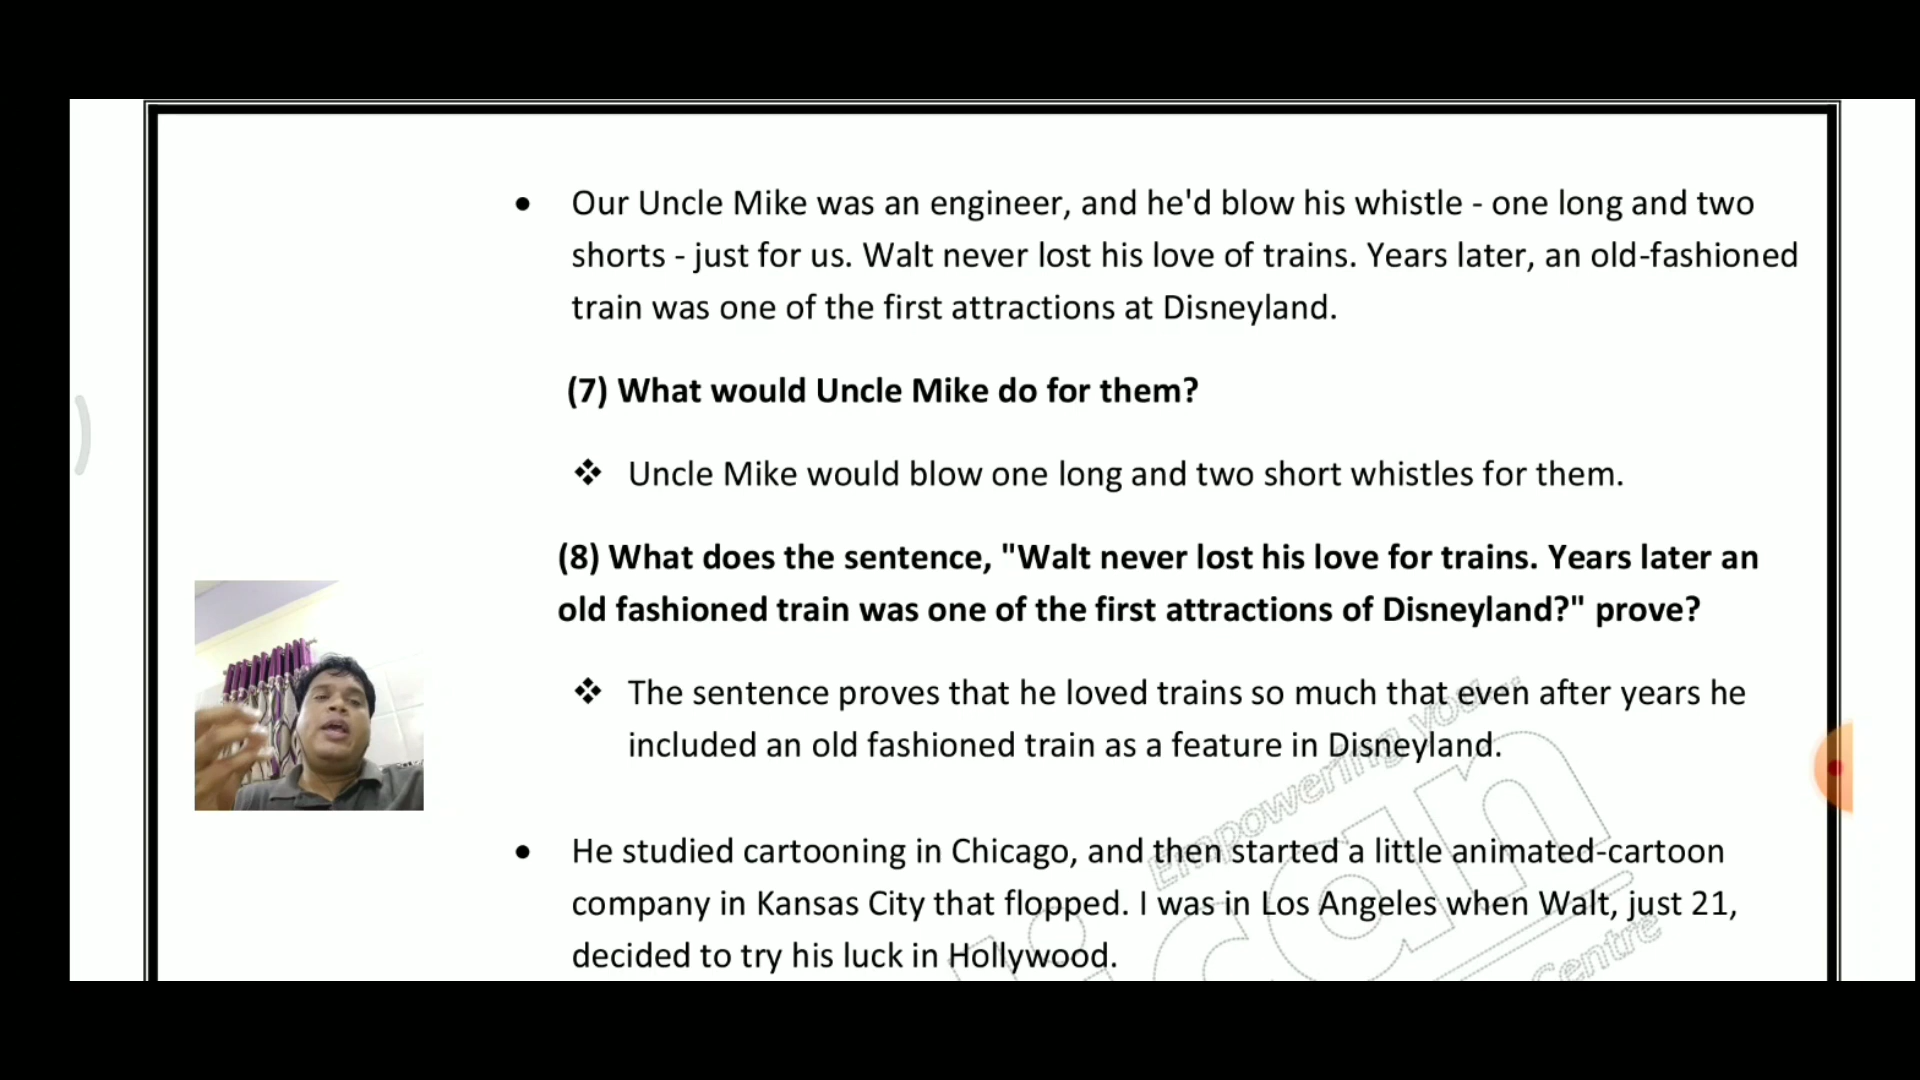 Our Uncle Mike was an engineer, and he'd blow his whistle - one long and two
shorts - just for us. Walt never lost his love of trains. Years later, an old-fashioned
train was one of the first attractions at Disneyland.
(7) What would Uncle Mike do for them?
Uncle Mike would blow one long and two short whistles for them.
(8) What does the sentence, "Walt never lost his love for trains. Years later an
old fashioned train was one of the first attractions of Disneyland?" prove?
The sentence proves that he loved trains so much that even after years he
included an old fashioned train as a feature in Disneyland.
He studied cartooning in Chicago, and then started a little animated-cartoon
company in Kansas City that flopped. I was in Los Angeles when Walt, just 21,
decided to try his luck in Hollywood.
Empowering you...
i can
Centre